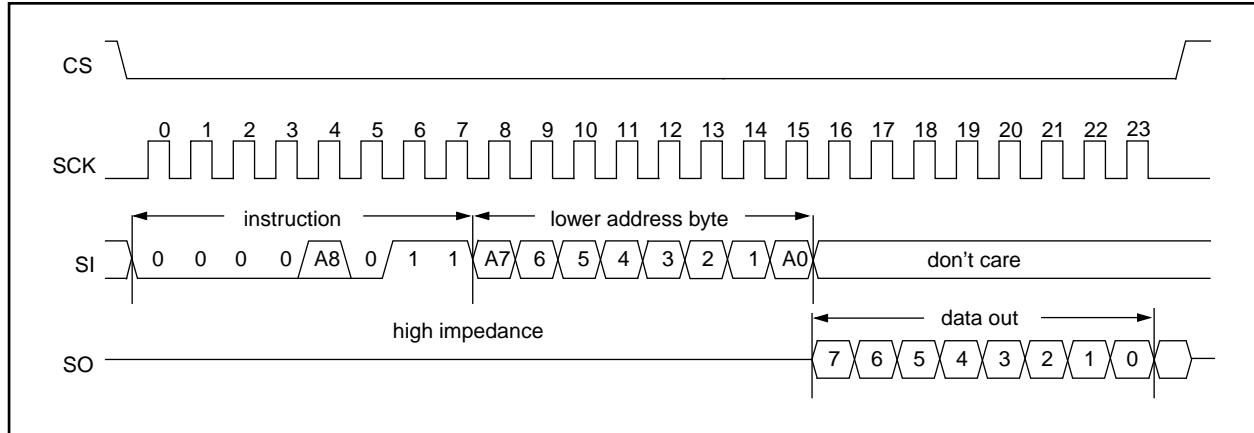 CS
0 1 2 3 4 5 6 7 8 9 10 11 12 13 14 15 16 17 18 19 20 21 22 23
SCK
instruction lower address byte
SI 0 0 0 0 A8 0 1 1 A7 6 5 4 3 2 1 A0 don't care
high impedance data out
SO 7 6 5 4 3 2 1 0